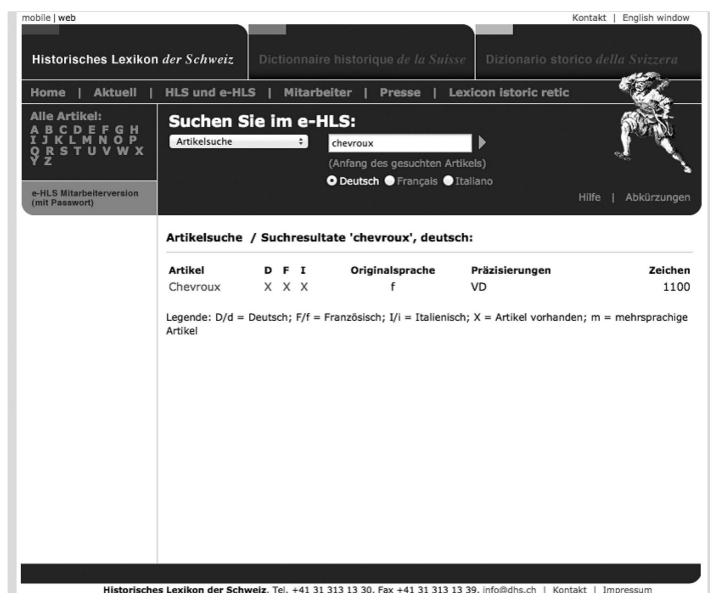 mobile | web
Kontakt | English window
Historisches Lexikon der Schweiz
Dictionnaire historique de la Suisse
Dizionario storico della Svizzera
Home | Aktuell | HLS und e-HLS | Mitarbeiter | Presse | Lexicon istoric retic
Alle Artikel:
A B C D E F G H
I J K L M N O P
Q R S T U V W X
Y Z
e-HLS Mitarbeiterversion
(mit Passwort)
Suchen Sie im e-HLS:
Artikelsuche
chevroux
(Anfang des gesuchten Artikels)
Deutsch Français Italiano
Hilfe | Abkürzungen
Artikelsuche / Suchresultate 'chevroux', deutsch:
Artikel D F I Originalsprache Präzisierungen Zeichen
Chevroux X X X f VD 1100
Legende: D/d = Deutsch; F/f = Französisch; I/i = Italienisch; X = Artikel vorhanden; m = mehrsprachige
Artikel
Historisches Lexikon der Schweiz, Tel. +41 31 313 13 30, Fax +41 31 313 13 39, info@dhs.ch | Kontakt | Impressum